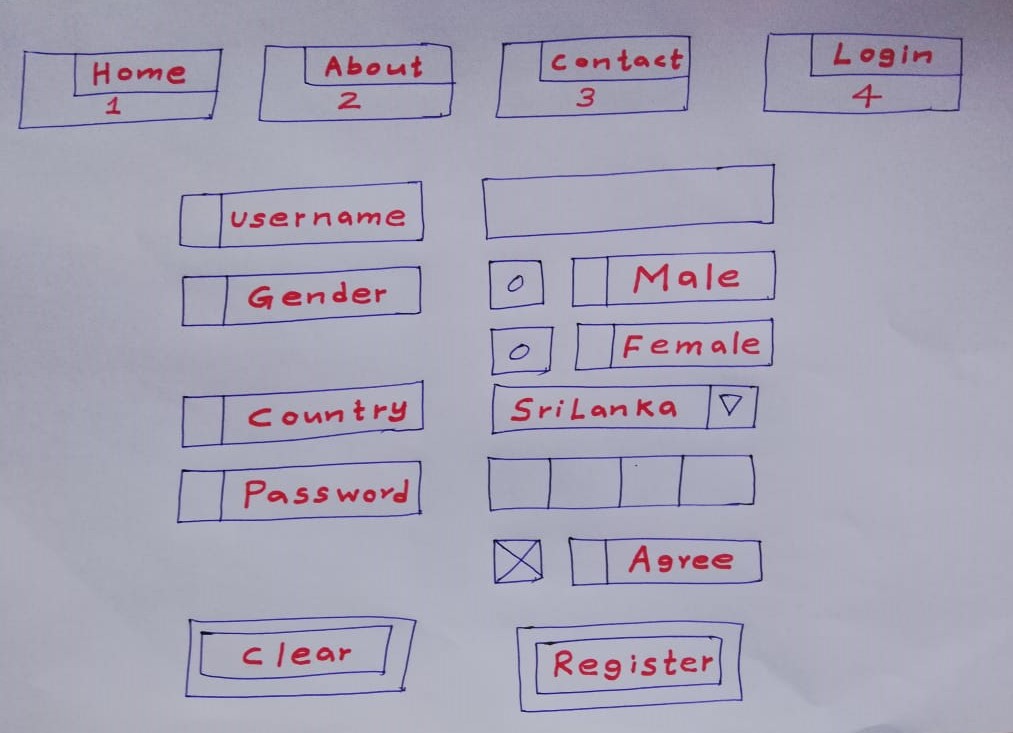 Home About Contact Login
1 2 3 4
username
Gender Male
Female
Country SriLanka
Password
Agree
Clear Register